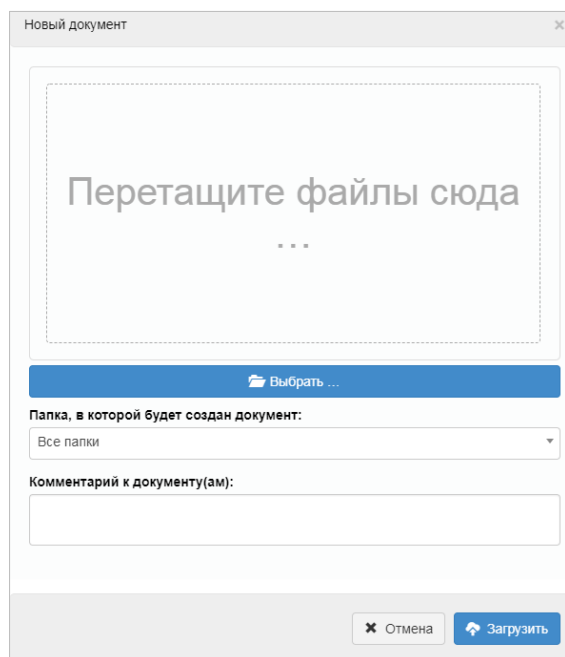 Новый документ
Перетащите файлы сюда
...
Выбрать ...
Папка, в которой будет создан документ:
Все папки
Комментарий к документу(ам):
Отмена
Загрузить